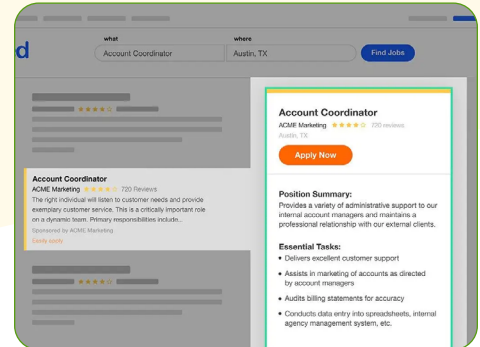 what
where
d
Account Coordinator
Austin, TX
Find Jobs
Account Coordinator
ACME Marketing
720 Reviews
The right individual will listen to customer needs and provide
exemplary customer service. This is a critically important role
on a dynamic team. Primary responsibilities include...
Sponsored by ACME Marketing
Easily apply
Account Coordinator
ACME Marketing
720 reviews
Austin, TX
Apply Now
Position Summary:
Provides a variety of administrative support to our
internal account managers and maintains a
professional relationship with our external clients.
Essential Tasks:
• Delivers excellent customer support
• Assists in marketing of accounts as directed
by account managers
• Audits billing statements for accuracy
• Conducts data entry into spreadsheets, internal
agency management system, etc.